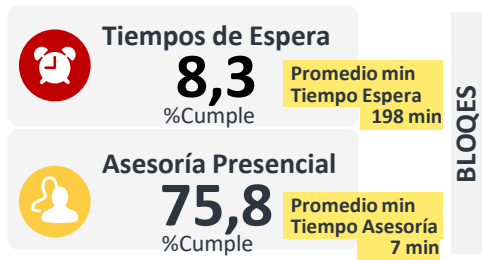 Tiempos de Espera
8,3
%Cumple
Promedio min
Tiempo Espera
198 min
Asesoría Presencial
75,8
%Cumple
Promedio min
Tiempo Asesoría
7 min
BLOQES